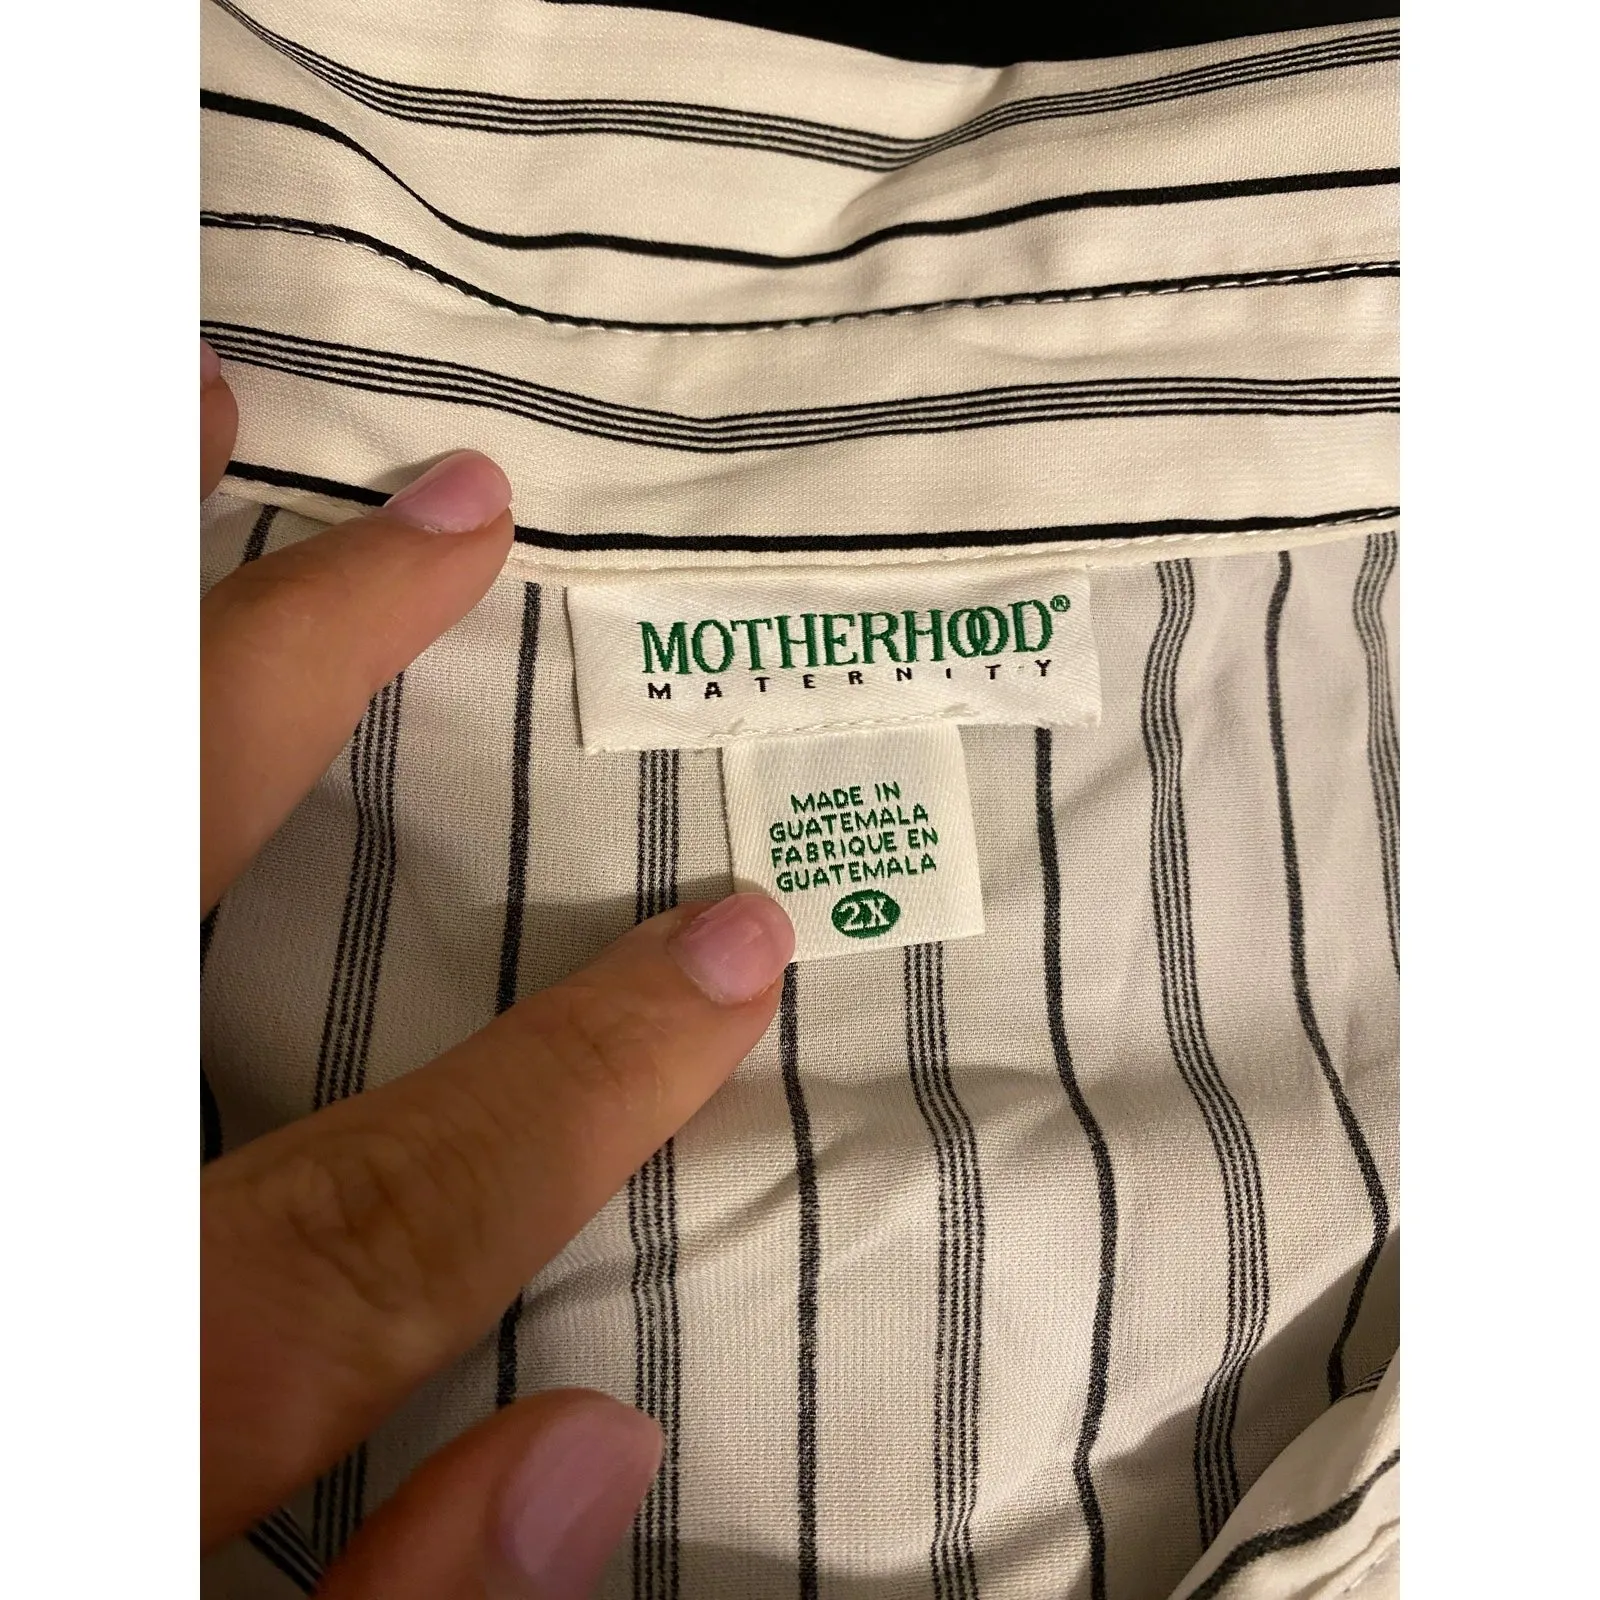 MOTHERHOOD®
MATERNITY
MADE IN
GUATEMALA
FABRIQUE EN
GUATEMALA
2X